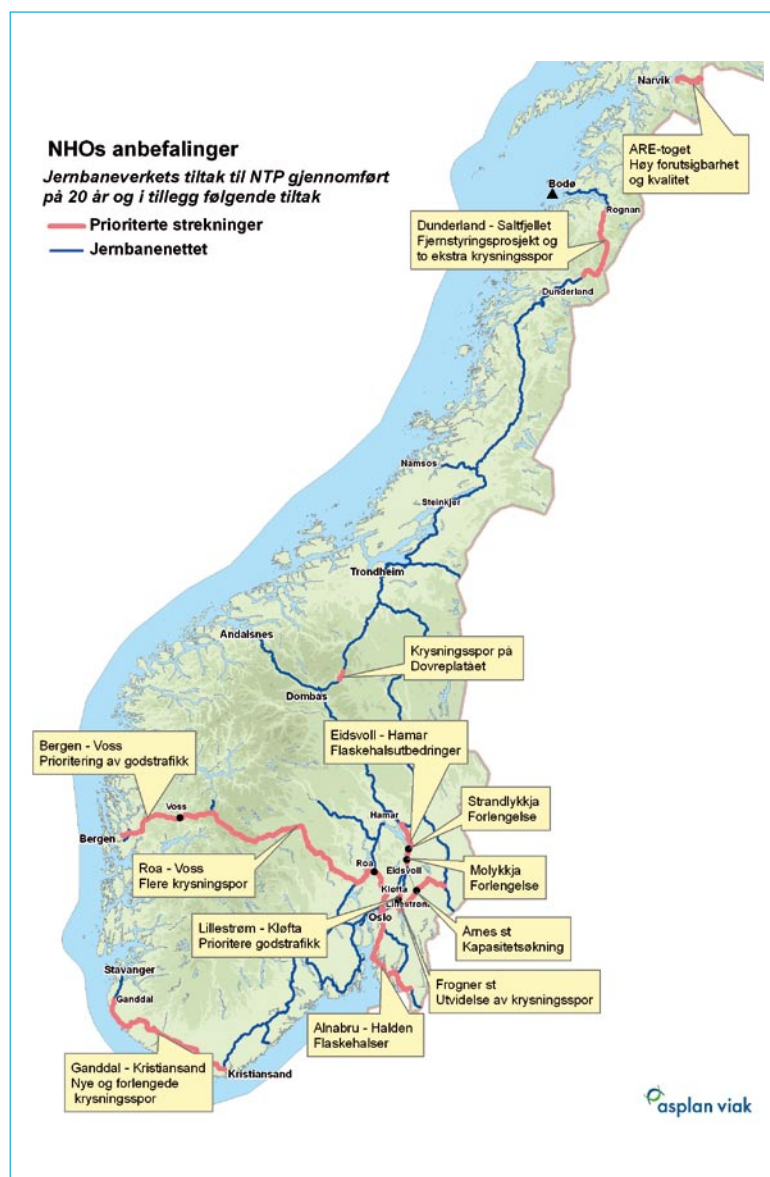 NHOs anbefalinger
Jernbaneverkets tiltak til NTP gjennomført
på 20 år og i tillegg følgende tiltak
Prioriterte strekninger
Jernbanenettet
Narvik
ARE-toget
Høy forutsigbarhet
og kvalitet
Bodø
Rognan
Dunderland - Saltfjellet
Fjernstyringsprosjekt og
to ekstra krysningsspor
Dunderland
Namsos
Steinkjer
Trondheim
Andalsnes
Krysningsspor på
Dovreplatået
Dombas
Eidsvoll - Hamar
Flaskehalsutbedringer
Bergen - Voss
Prioritering av godstrafikk
Strandlykkja
Forlengelse
Voss
Hamar
Bergen
Roa - Voss
Flere krysningspor
Roa
Eidsvoll
Molykkja
Forlengelse
Kløfta
Lillestrøm
Lillestrøm - Kløfta
Prioritere godstrafikk
Oslo
Arnes st
Kapasitetsøkning
Stavanger
Ganddal
Frogner st
Utvidelse av krysningsspor
Alnabru - Halden
Flaskehalser
Ganddal - Kristiansand
Nye og forlengede
krysningsspor
Kristiansand
asplan viak